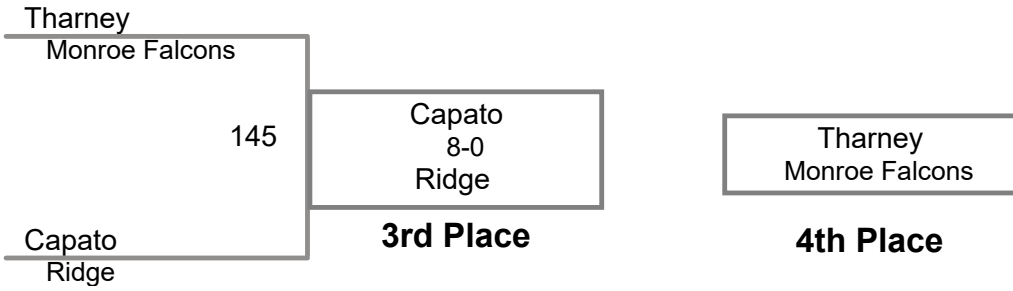 Tharney
Monroe Falcons
145
Capato
8-0
Ridge
3rd Place
Capato
Ridge
Tharney
Monroe Falcons
4th Place